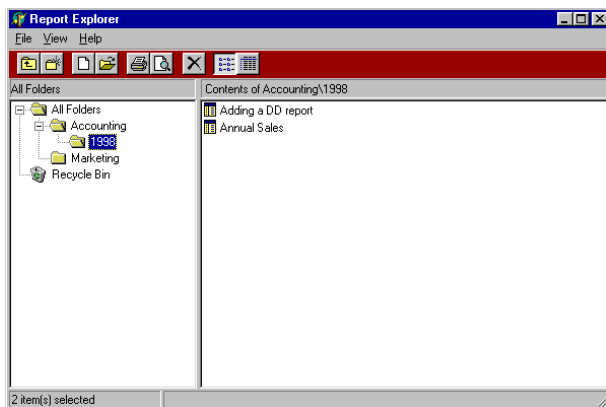 Report Explorer
File View Help
All Folders
Contents of Accounting\1998
All Folders
Accounting
1998
Marketing
Recycle Bin
Adding a DD report
Annual Sales
2 item(s) selected